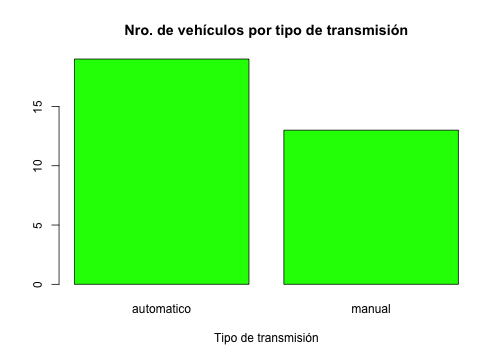 Nro. de vehículos por tipo de transmisión
15
10
5
0
automatico manual
Tipo de transmisión